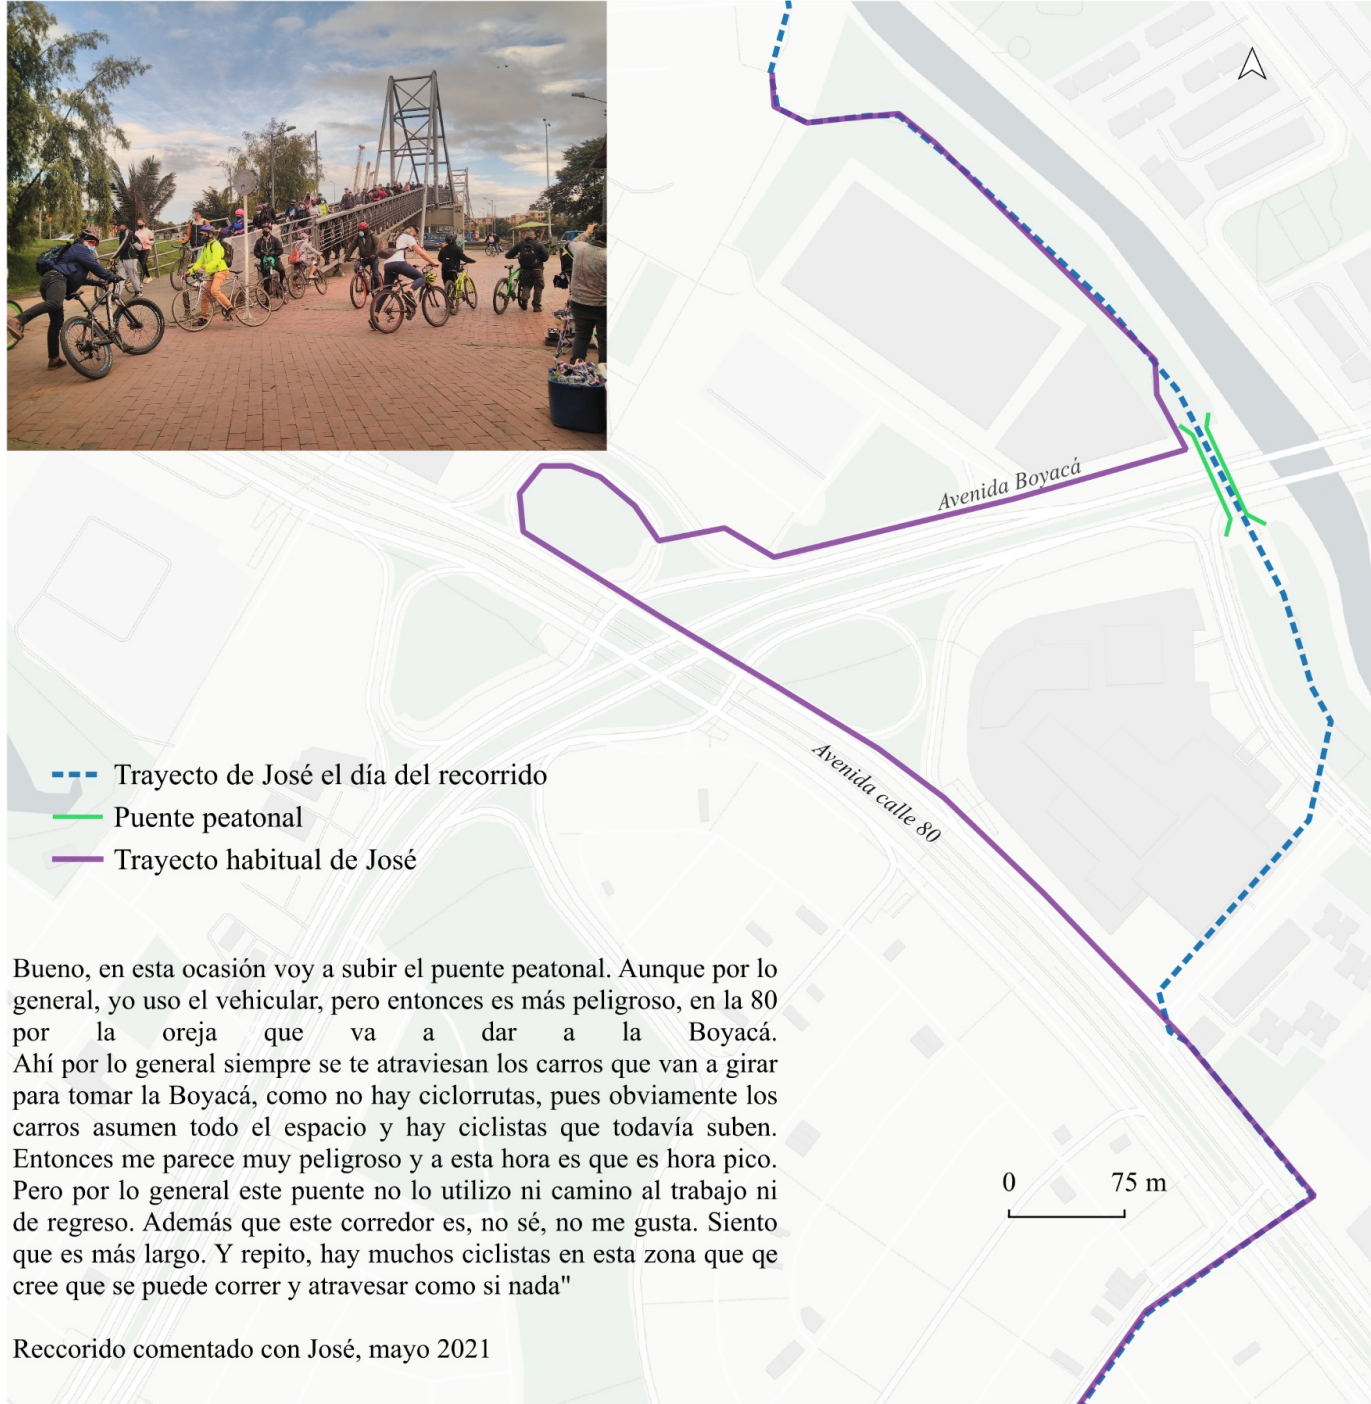 Avenida Boyacá
Avenida calle 80
Trayecto de José el día del recorrido
Puente peatonal
Trayecto habitual de José
Bueno, en esta ocasión voy a subir el puente peatonal. Aunque por lo
general, yo uso el vehicular, pero entonces es más peligroso, en la 80
por la oreja que va a dar a la Boyacá.
Ahí por lo general siempre se te atraviesan los carros que van a girar
para tomar la Boyacá, como no hay ciclorrutas, pues obviamente los
carros asumen todo el espacio y hay ciclistas que todavía suben.
Entonces me parece muy peligroso y a esta hora es que es hora pico.
Pero por lo general este puente no lo utilizo ni camino al trabajo ni
de regreso. Además que este corredor es, no sé, no me gusta. Siento
que es más largo. Y repito, hay muchos ciclistas en esta zona que qe
cree que se puede correr y atravesar como si nada"
0 75 m
Reccorido comentado con José, mayo 2021